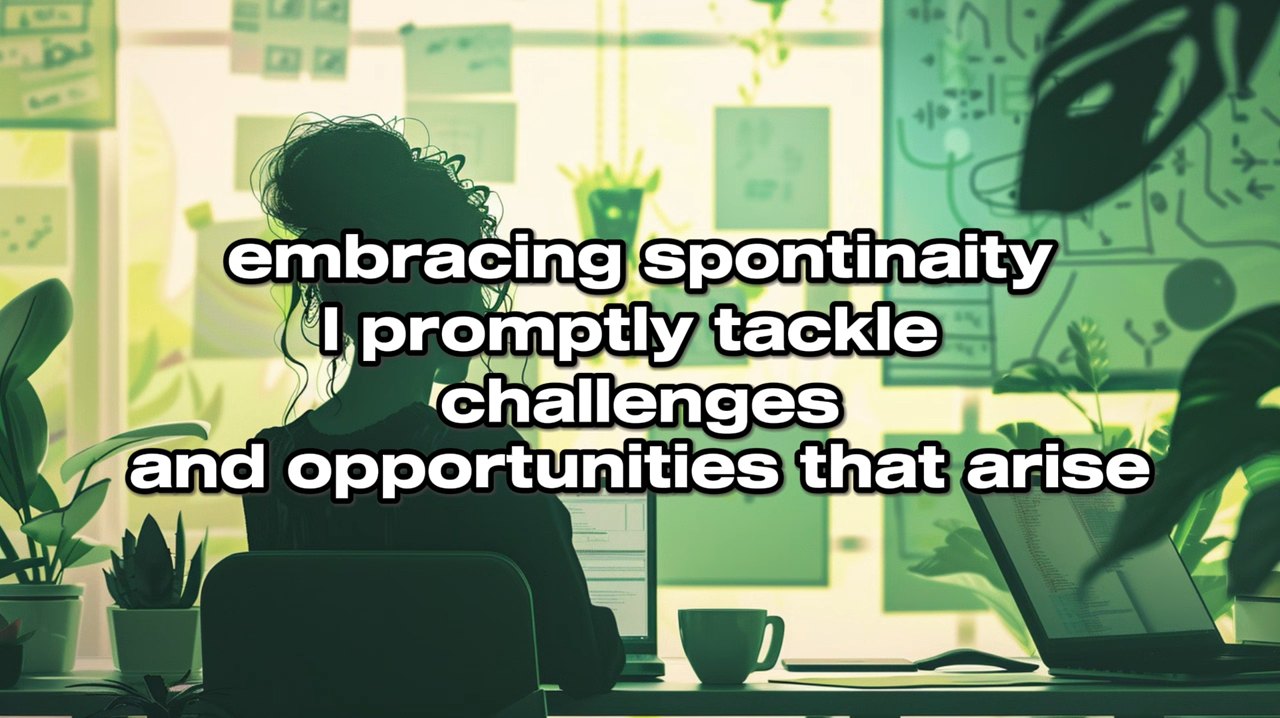 embracing spontinaity
I promptly tackle
challenges
and opportunities that arise